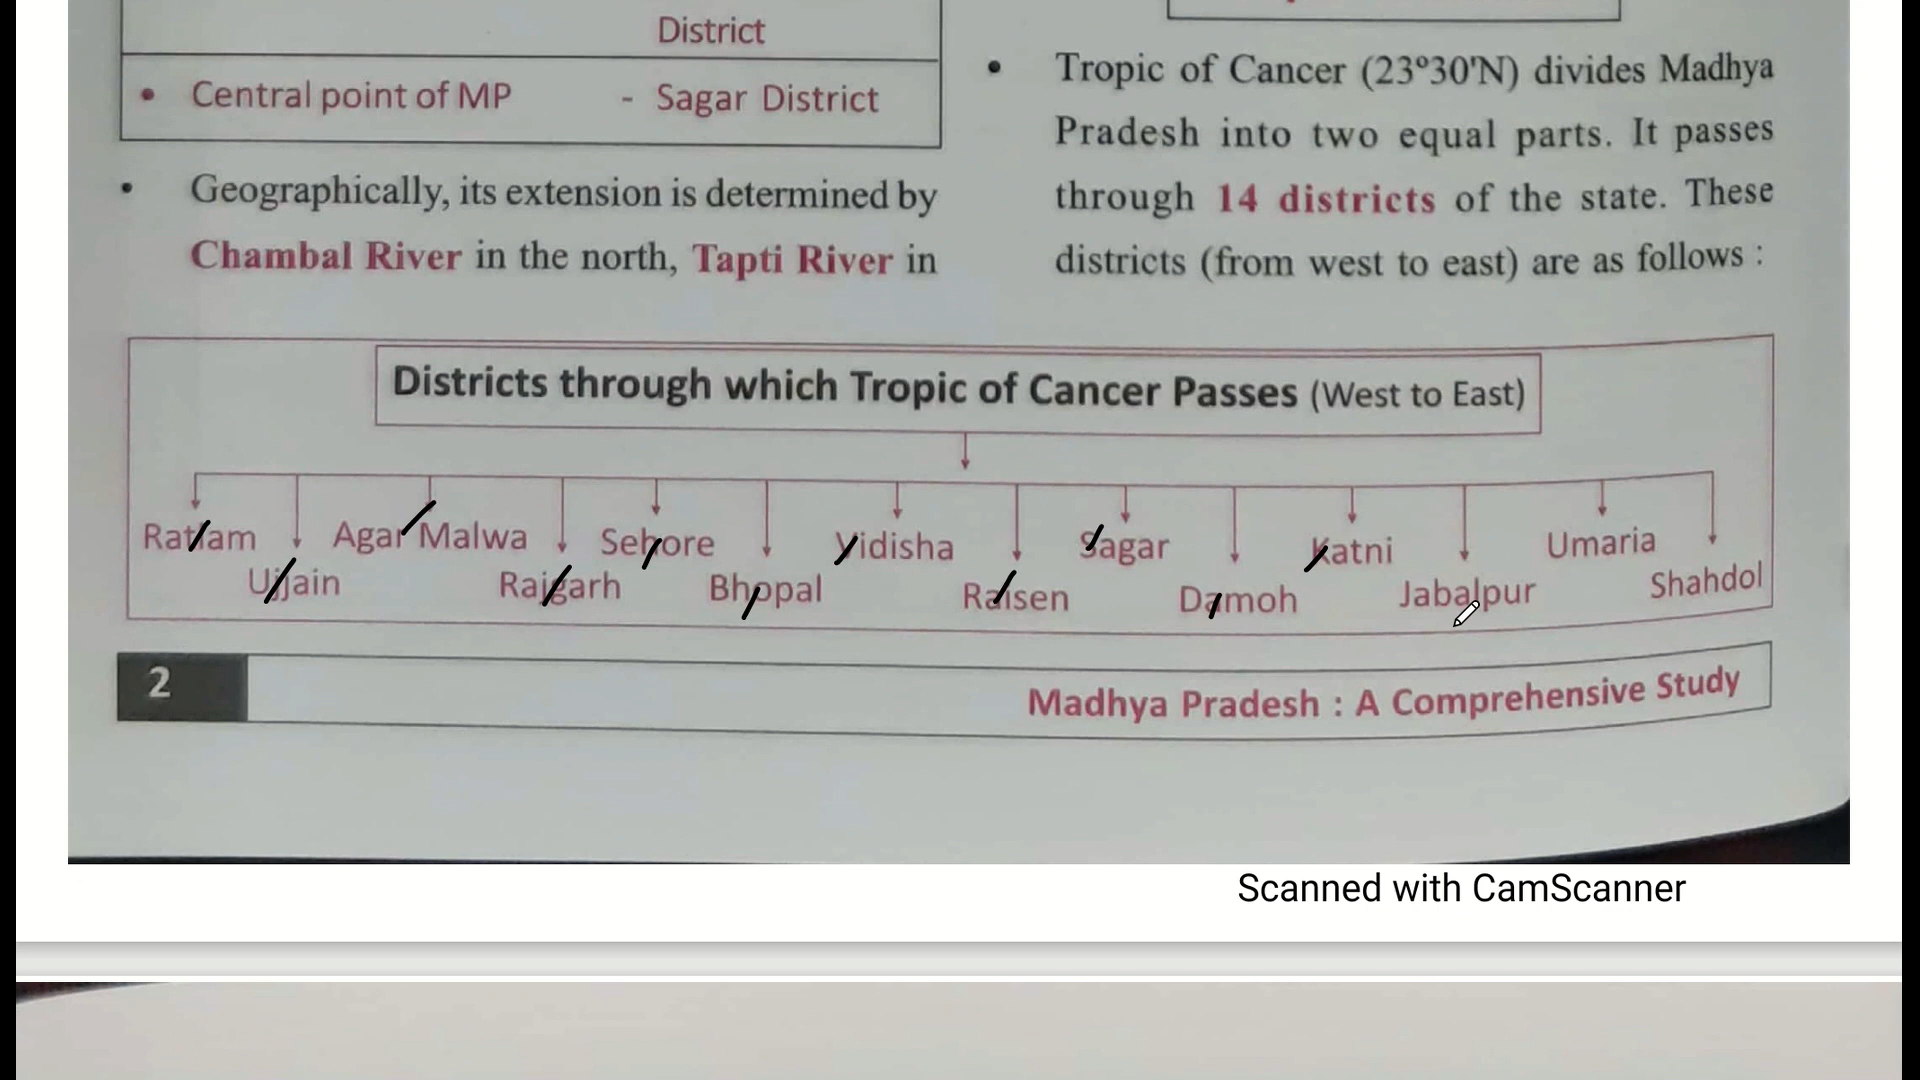 District
• Central point of MP - Sagar District
• Geographically, its extension is determined by
Chambal River in the north, Tapti River in
• Tropic of Cancer (23°30'N) divides Madhya
Pradesh into two equal parts. It passes
through 14 districts of the state. These
districts (from west to east) are as follows :
Districts through which Tropic of Cancer Passes (West to East)
Ratlam Agar Malwa Sehore Vidisha Sagar Katni Umaria
Ujjain Rajgarh Bhopal Raisen Damoh Jabalpur Shahdol
2 Madhya Pradesh : A Comprehensive Study
Scanned with CamScanner